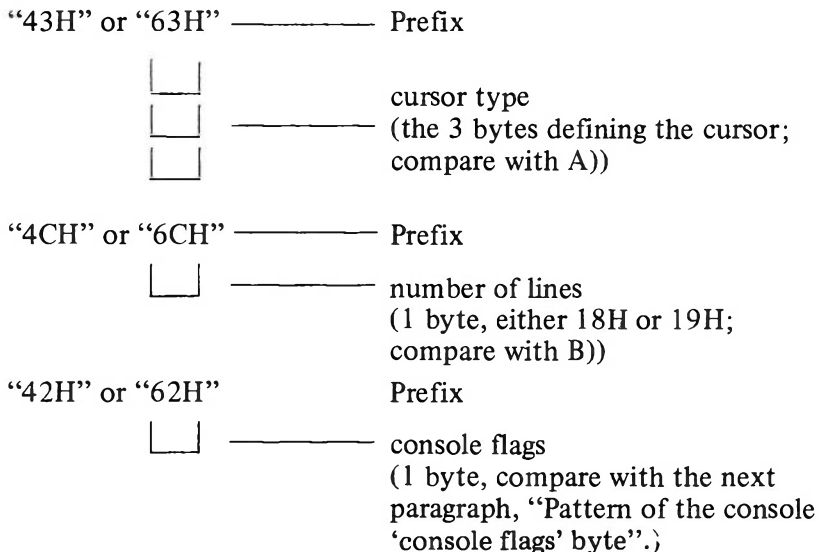 “43H” or “63H” Prefix
cursor type
(the 3 bytes defining the cursor;
compare with A))
“4CH” or “6CH” Prefix
number of lines
(1 byte, either 18H or 19H;
compare with B))
“42H” or “62H” Prefix
console flags
(1 byte, compare with the next
paragraph, “Pattern of the console
‘console flags’ byte”.)